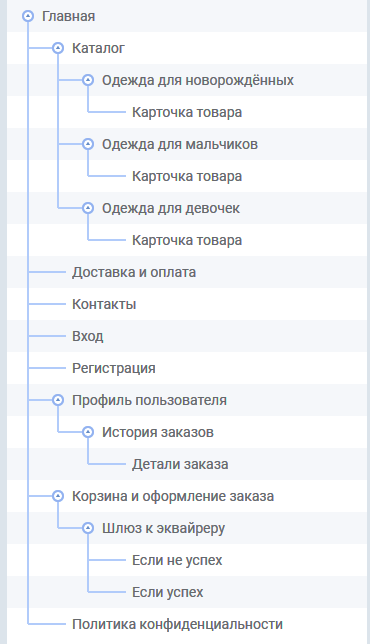 Главная
Каталог
Одежда для новорождённых
Карточка товара
Одежда для мальчиков
Карточка товара
Одежда для девочек
Карточка товара
Доставка и оплата
Контакты
Вход
Регистрация
Профиль пользователя
История заказов
Детали заказа
Корзина и оформление заказа
Шлюз к эквайреру
Если не успех
Если успех
Политика конфиденциальности